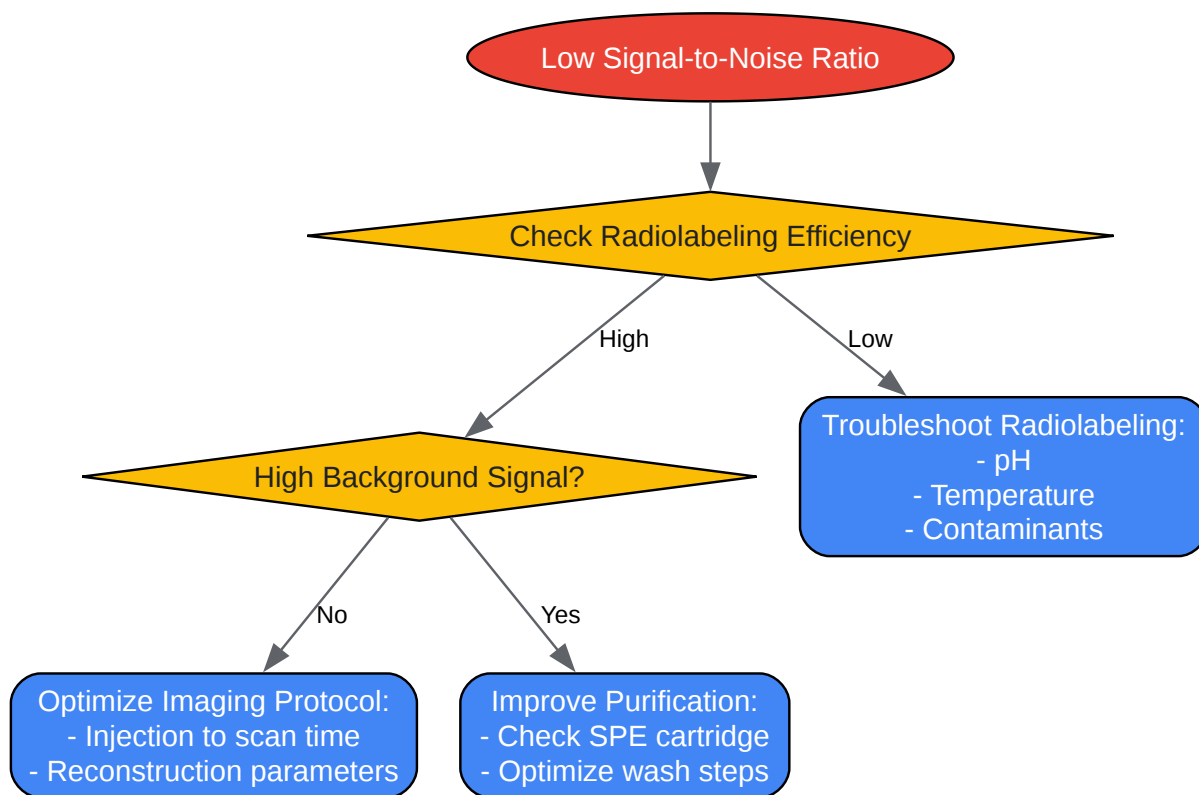 Low Signal-to-Noise Ratio
Check Radiolabeling Efficiency
High
Low
Troubleshoot Radiolabeling:
- pH
- Temperature
- Contaminants
High Background Signal?
No
Yes
Optimize Imaging Protocol:
- Injection to scan time
- Reconstruction parameters
Improve Purification:
- Check SPE cartridge
- Optimize wash steps